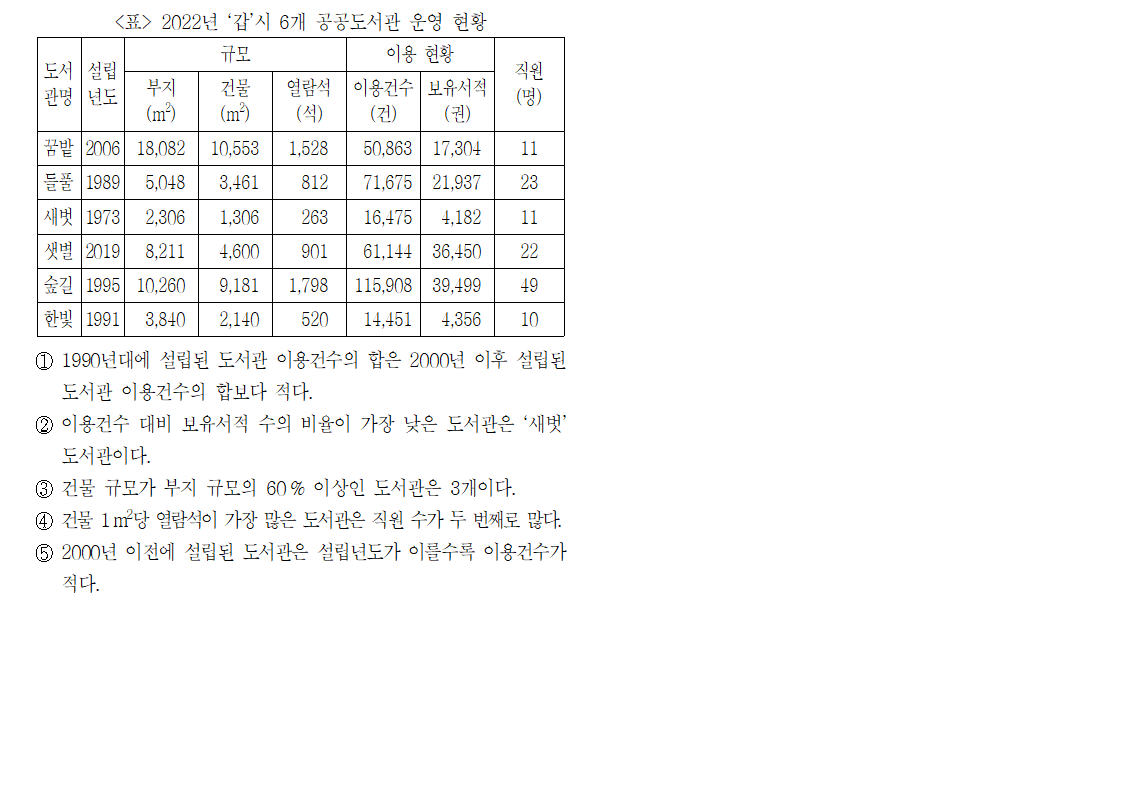 <표> 2022년 ‘갑’시 6개 공공도서관 운영 현황
도서관명 설립년도 규모 이용 현황 직원(명)
부지(m²) 건물(m²) 열람석(석) 이용건수(건) 보유서적(권)
꿈밭 2006 18,082 10,553 1,528 50,863 17,304 11
들풀 1989 5,048 3,461 812 71,675 21,937 23
새벗 1973 2,306 1,306 263 16,475 4,182 11
샛별 2019 8,211 4,600 901 61,144 36,450 22
숲길 1995 10,260 9,181 1,798 115,908 39,499 49
한빛 1991 3,840 2,140 520 14,451 4,356 10
① 1990년대에 설립된 도서관 이용건수의 합은 2000년 이후 설립된
도서관 이용건수의 합보다 적다.
② 이용건수 대비 보유서적 수의 비율이 가장 낮은 도서관은 ‘새벗’
도서관이다.
③ 건물 규모가 부지 규모의 60 % 이상인 도서관은 3개이다.
④ 건물 1 m²당 열람석이 가장 많은 도서관은 직원 수가 두 번째로 많다.
⑤ 2000년 이전에 설립된 도서관은 설립년도가 이를수록 이용건수가
적다.